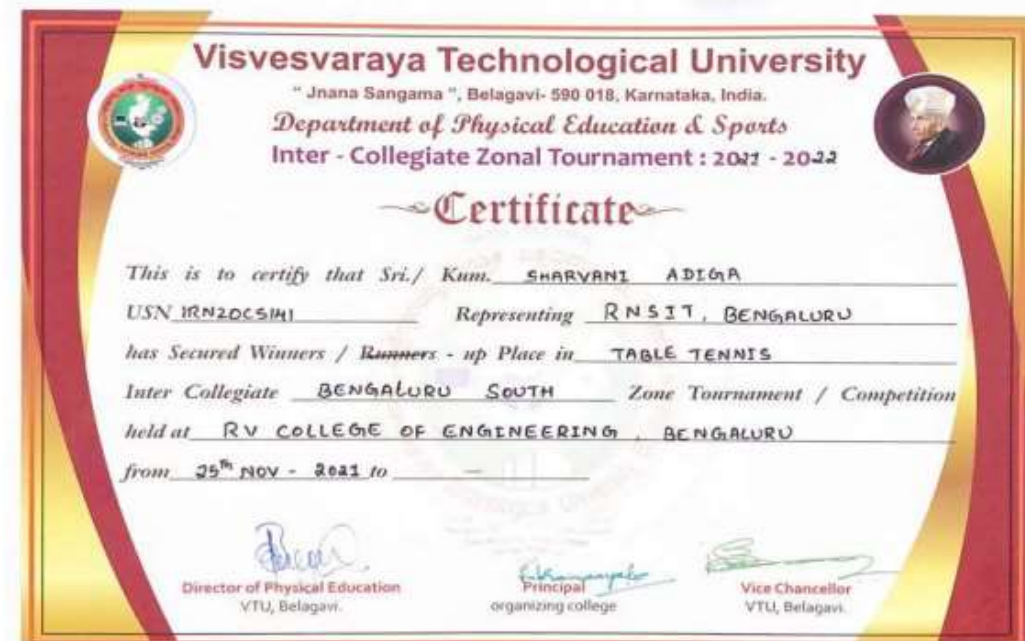 Visvesvaraya Technological University
" Jnana Sangama ", Belagavi- 590 018, Karnataka, India.
Department of Physical Education & Sports
Inter - Collegiate Zonal Tournament : 2021 - 2022
Certificate
This is to certify that Sri./ Kum. SHARVANI ADIGA
USN 1RN20CS141 Representing RNSIT, BENGALURU
has Secured Winners / Runners - up Place in TABLE TENNIS
Inter Collegiate BENGALURU SOUTH Zone Tournament / Competition
held at RV COLLEGE OF ENGINEERING, BENGALURU
from 25th NOV - 2021 to —
Director of Physical Education
VTU, Belagavi.
Principal
organizing college
Vice Chancellor
VTU, Belagavi.